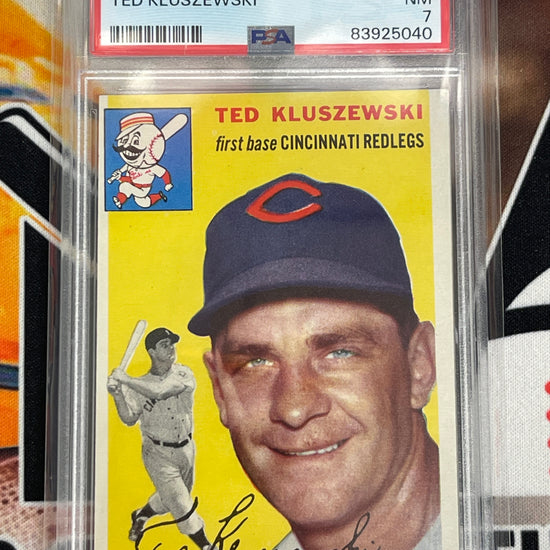 TED KLUSZEWSKI NM
7
PSA 83925040
TED KLUSZEWSKI
first base CINCINNATI REDLEGS
C